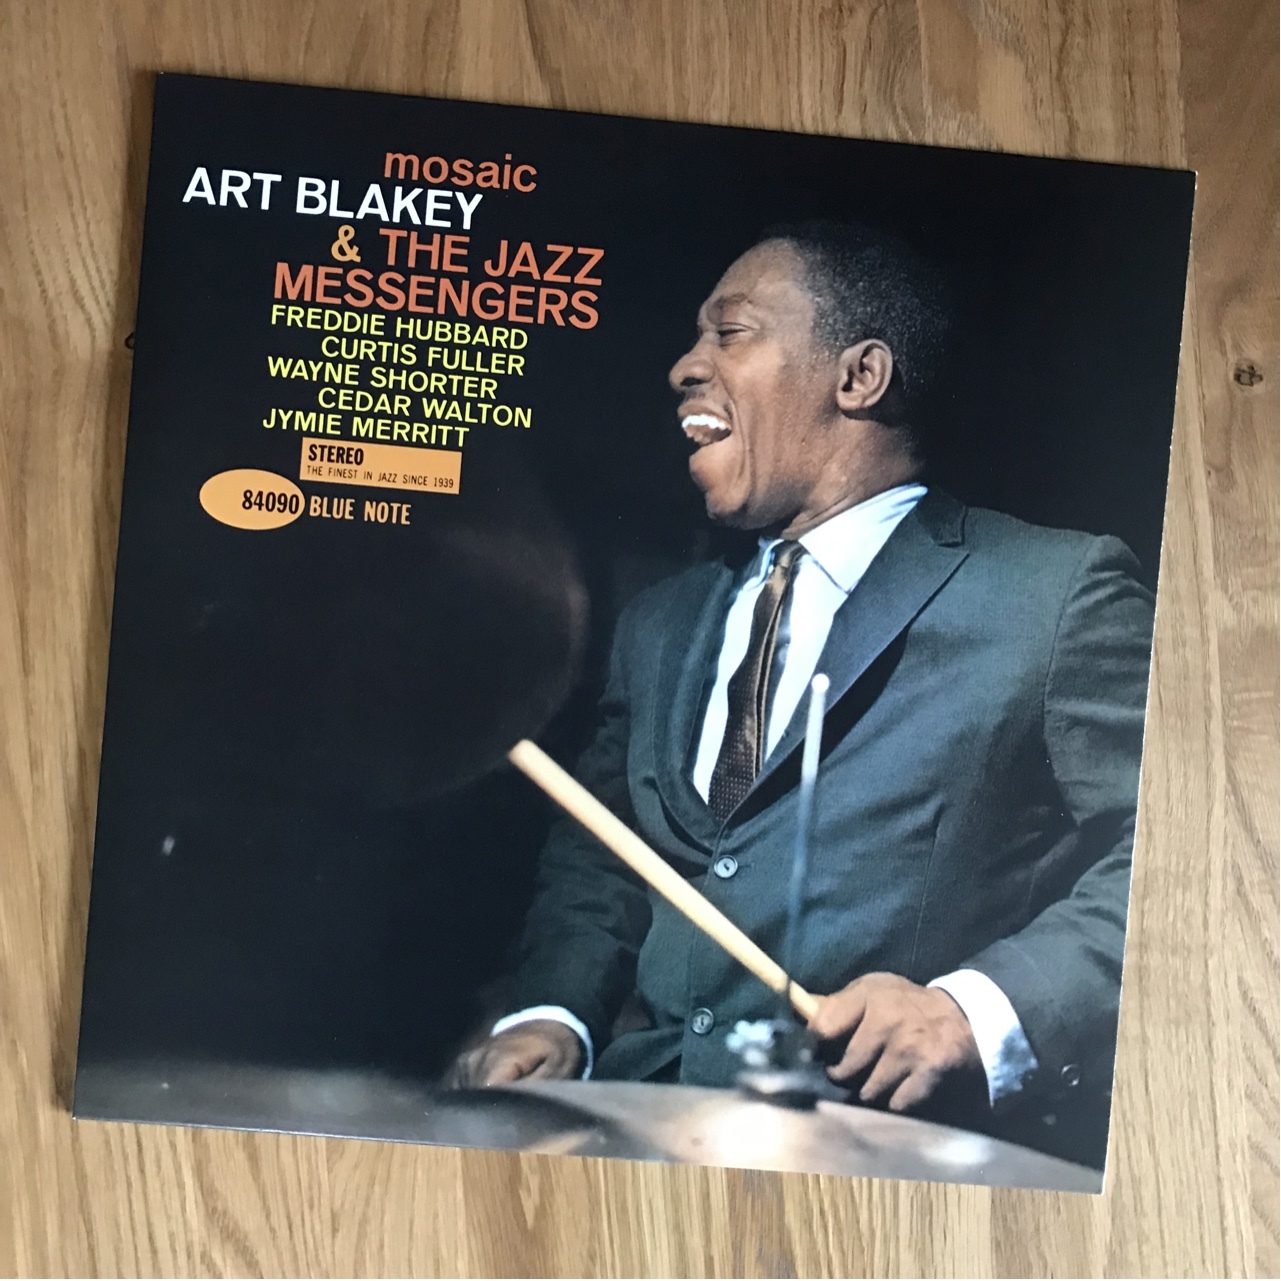 mosaic
ART BLAKEY
& THE JAZZ
MESSENGERS
FREDDIE HUBBARD
CURTIS FULLER
WAYNE SHORTER
CEDAR WALTON
JYMIE MERRITT
STEREO
THE FINEST IN JAZZ SINCE 1939
84090 BLUE NOTE